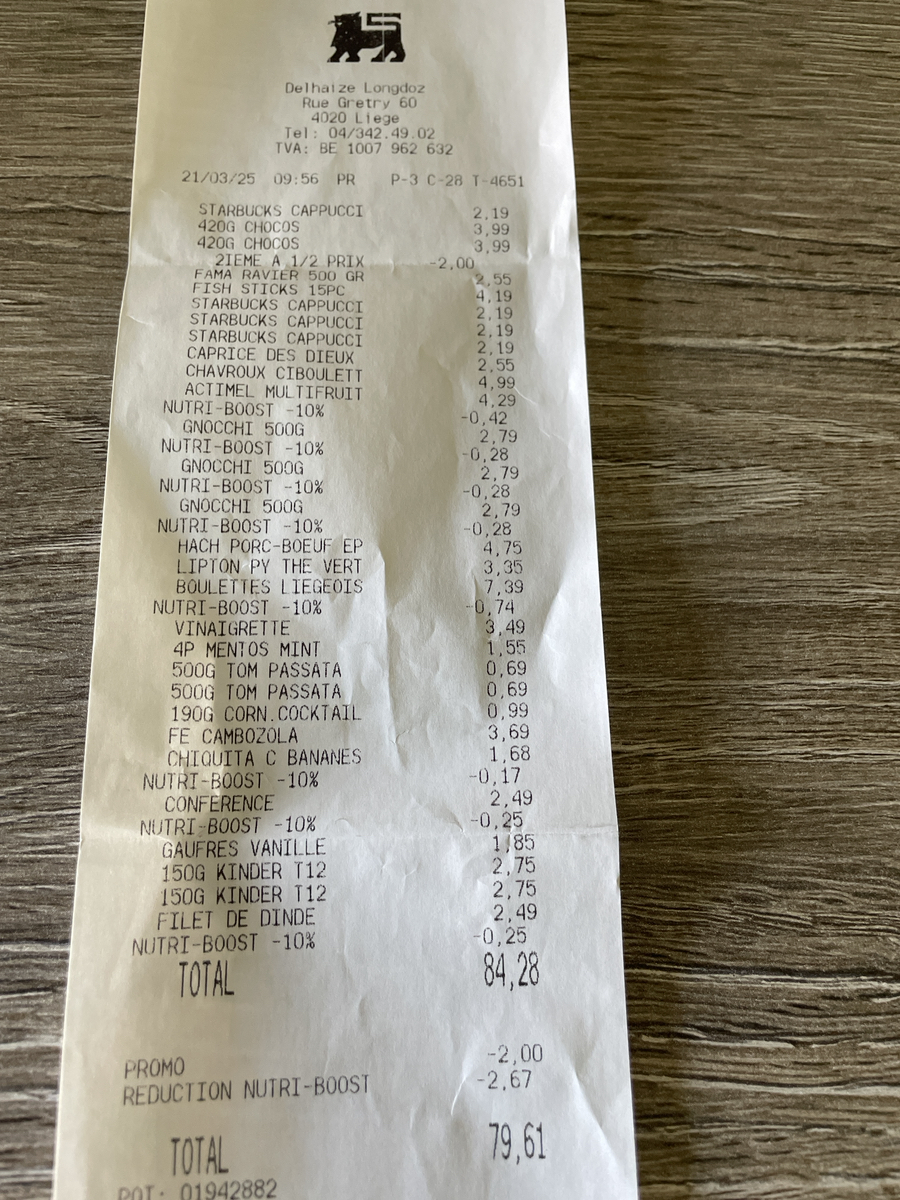 Delhaize Longdoz
Rue Gretry 60
4020 Liege
Tel: 04/342.49.02
TVA: BE 1007 962 632
21/03/25 09:56 PR P-3 C-28 T-4651
STARBUCKS CAPPUCCI 2,19
420G CHOCOS 3,99
420G CHOCOS 3,99
2IEME A 1/2 PRIX -2,00
FAMA RAVIER 500 GR 2,55
FISH STICKS 15PC 4,19
STARBUCKS CAPPUCCI 2,19
STARBUCKS CAPPUCCI 2,19
STARBUCKS CAPPUCCI 2,19
CAPRICE DES DIEUX 2,55
CHAVROUX CIBOULETT 4,99
ACTIMEL MULTIFRUIT 4,29
NUTRI-BOOST -10% -0,42
GNOCCHI 500G 2,79
NUTRI-BOOST -10% -0,28
GNOCCHI 500G 2,79
NUTRI-BOOST -10% -0,28
GNOCCHI 500G 2,79
NUTRI-BOOST -10% -0,28
HACH PORC-BOEUF EP 4,75
LIPTON PY THE VERT 3,35
BOULETTES LIEGEOIS 7,39
NUTRI-BOOST -10% -0,74
VINAIGRETTE 3,49
4P MENTOS MINT 1,55
500G TOM PASSATA 0,69
500G TOM PASSATA 0,69
190G CORN.COCKTAIL 0,99
FE CAMBOZOLA 3,69
CHIQUITA C BANANES 1,68
NUTRI-BOOST -10% -0,17
CONFERENCE 2,49
NUTRI-BOOST -10% -0,25
GAUFRES VANILLE 1,85
150G KINDER T12 2,75
150G KINDER T12 2,75
FILET DE DINDE 2,49
NUTRI-BOOST -10% -0,25
TOTAL 84,28
PROMO -2,00
REDUCTION NUTRI-BOOST -2,67
TOTAL 79,61
POT: 01942882